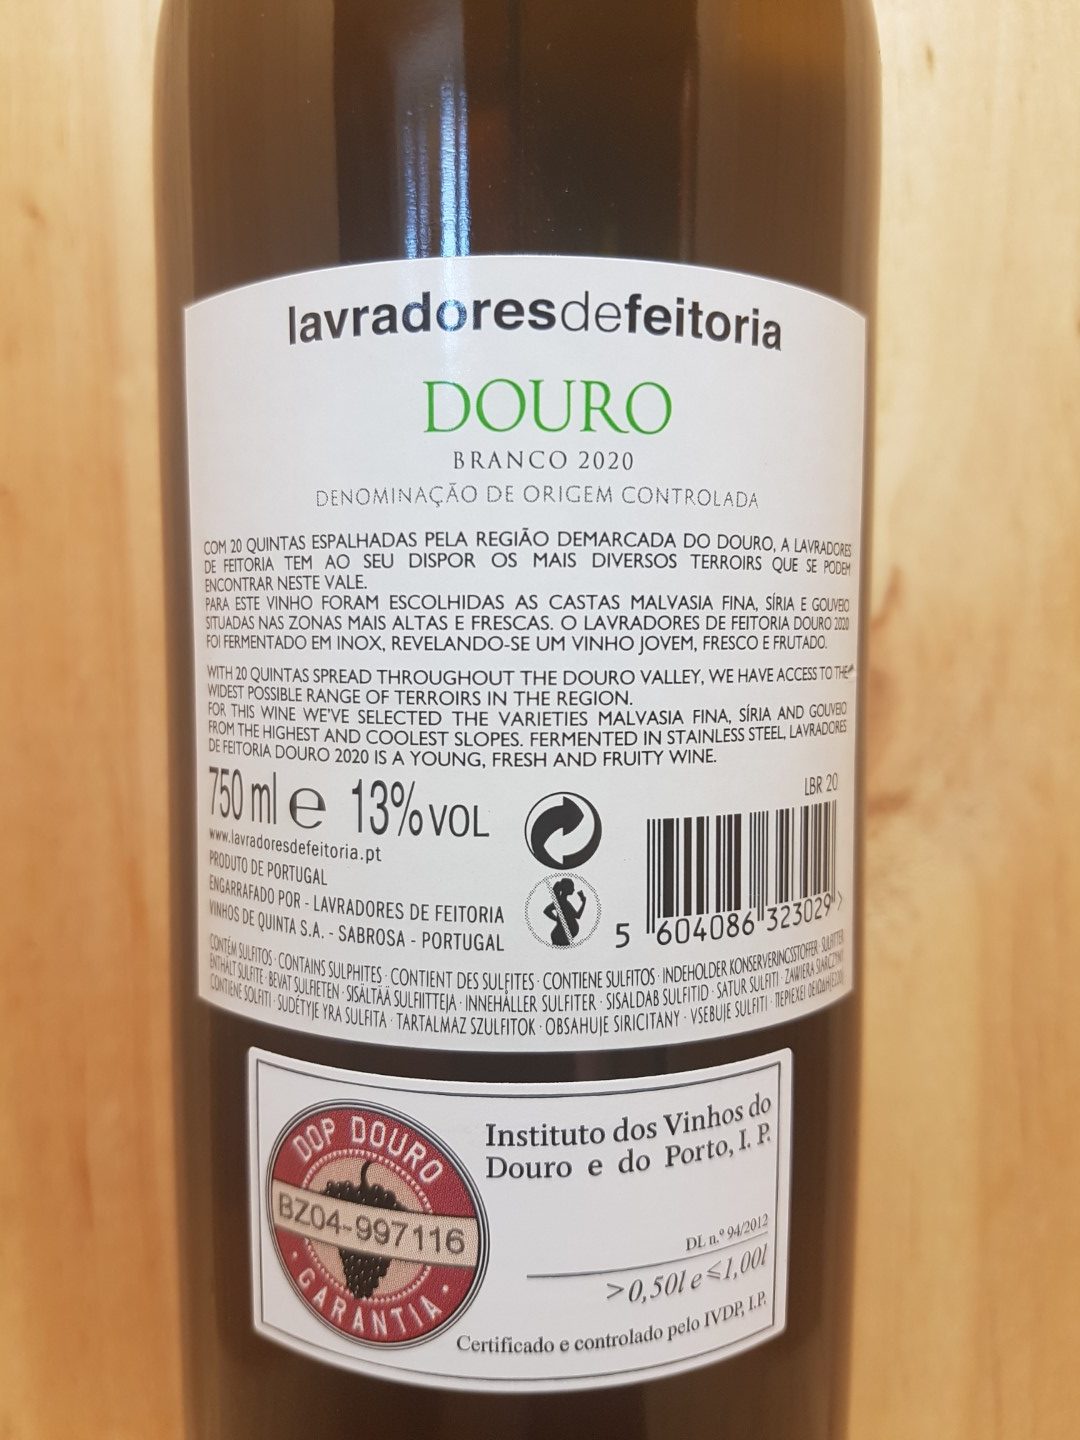 lavradoresdefeitoria
DOURO
BRANCO 2020
DENOMINAÇÃO DE ORIGEM CONTROLADA
COM 20 QUINTAS ESPALHADAS PELA REGIÃO DEMARCADA DO DOURO, A LAVRADORES
DE FEITORIA TEM AO SEU DISPOR OS MAIS DIVERSOS TERROIRS QUE SE PODEM
ENCONTRAR NESTE VALE.
PARA ESTE VINHO FORAM ESCOLHIDAS AS CASTAS MALVASIA FINA, SÍRIA E GOUVEIO
SITUADAS NAS ZONAS MAIS ALTAS E FRESCAS. O LAVRADORES DE FEITORIA DOURO 2020
FOI FERMENTADO EM INOX, REVELANDO-SE UM VINHO JOVEM, FRESCO E FRUTADO.
WITH 20 QUINTAS SPREAD THROUGHOUT THE DOURO VALLEY, WE HAVE ACCESS TO THE
WIDEST POSSIBLE RANGE OF TERROIRS IN THE REGION.
FOR THIS WINE WE'VE SELECTED THE VARIETIES MALVASIA FINA, SÍRIA AND GOUVEIO
FROM THE HIGHEST AND COOLEST SLOPES. FERMENTED IN STAINLESS STEEL, LAVRADORES
DE FEITORIA DOURO 2020 IS A YOUNG, FRESH AND FRUITY WINE.
750 ml e 13% VOL
LBR 20
www.lavradoresdefeitoria.pt
PRODUTO DE PORTUGAL
ENGARRAFADO POR - LAVRADORES DE FEITORIA
VINHOS DE QUINTA S.A. - SABROSA - PORTUGAL
5 604086 323029 >
CONTÉM SULFITOS · CONTAINS SULPHITES · CONTIENT DES SULFITES · CONTIENE SULFITOS · INDEHOLDER KONSERVERINGSSTOFFER · SULFITTER
ENTHÄLT SULFITE · BEVAT SULFIETEN · SISÄLTÄÄ SULFIITTEJA · INNEHÅLLER SULFITER · SISALDAB SULFITID · SATUR SULFITI · ZAWIERA SIARCZYNY
CONTIENE SOLFITI · SUDĖTYJE YRA SULFITA · TARTALMAZ SZULFITOK · OBSAHUJE SIRICITANY · VSEBUJE SULFITI · ΠΕΡΙΕΧΕΙ
DOP DOURO
BZ04-997116
· GARANTIA ·
Instituto dos Vinhos do
Douro e do Porto, I. P.
DL n.º 94/2012
>0,50l e ≤1,00l
Certificado e controlado pelo IVDP, I.P.